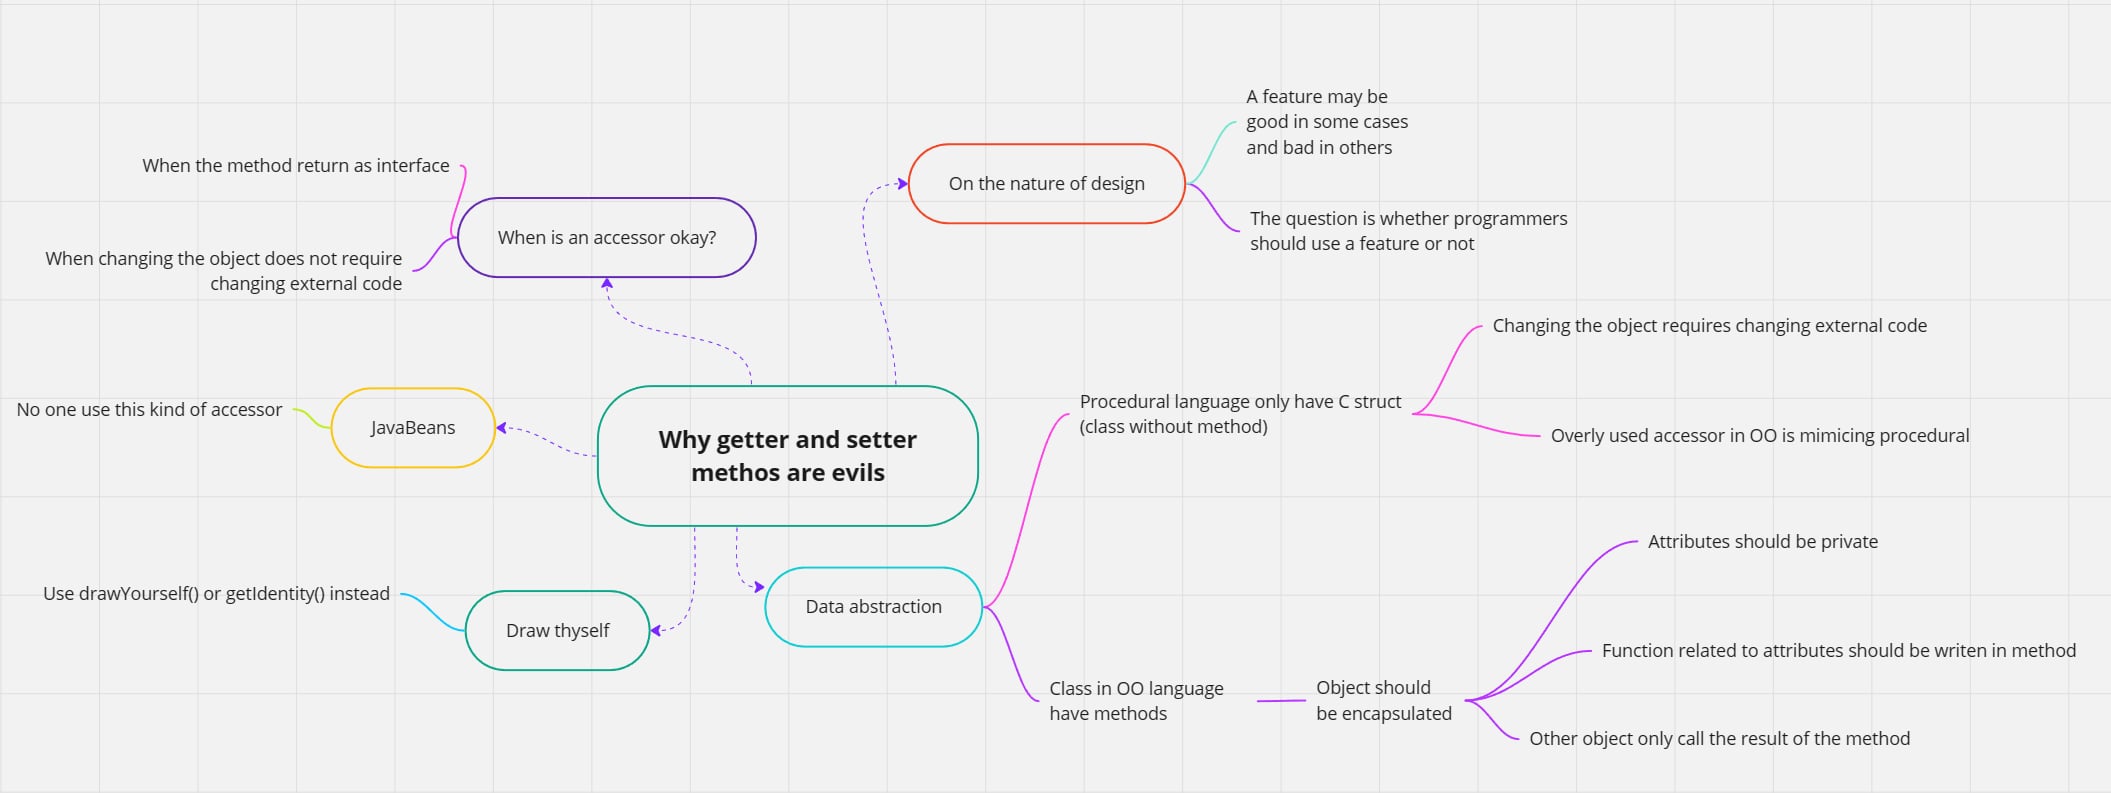 Why getter and setter
methos are evils
On the nature of design
A feature may be
good in some cases
and bad in others
The question is whether programmers
should use a feature or not
When is an accessor okay?
When the method return as interface
When changing the object does not require
changing external code
JavaBeans
No one use this kind of accessor
Draw thyself
Use drawYourself() or getIdentity() instead
Data abstraction
Procedural language only have C struct
(class without method)
Changing the object requires changing external code
Overly used accessor in OO is mimicing procedural
Class in OO language
have methods
Object should
be encapsulated
Attributes should be private
Function related to attributes should be writen in method
Other object only call the result of the method